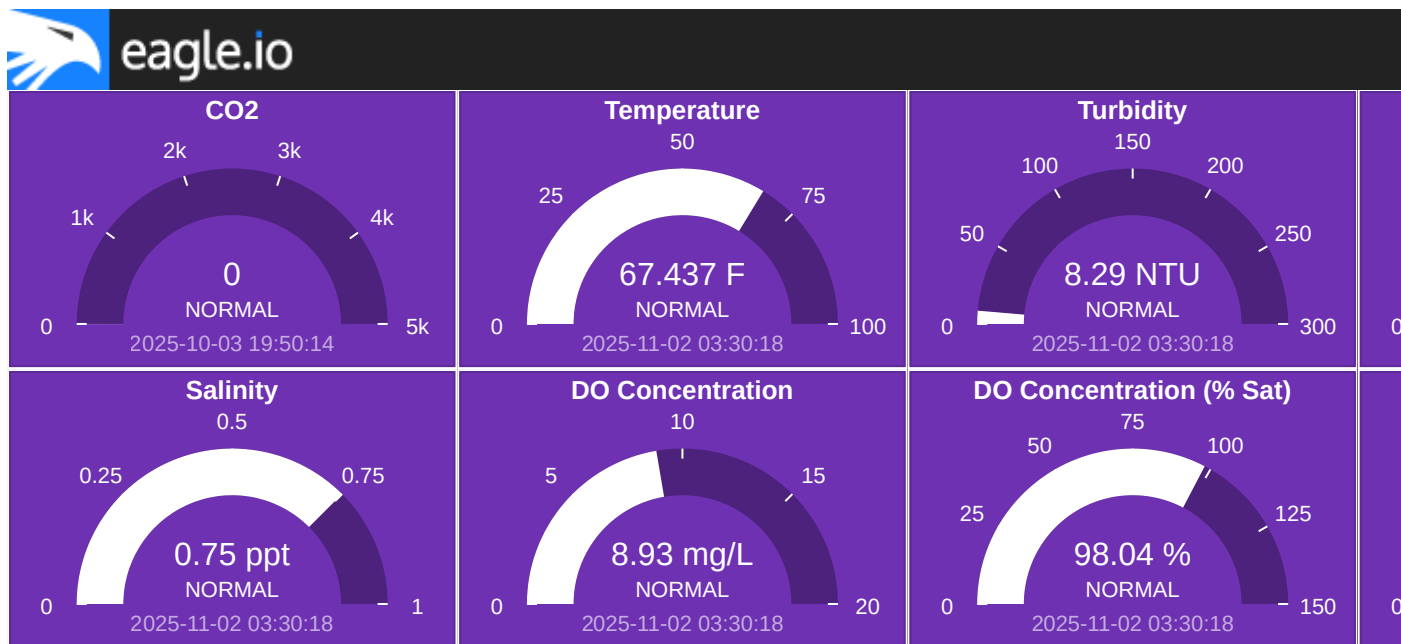 eagle.io
CO2
2k
3k
1k
4k
0
NORMAL
0
5k
2025-10-03 19:50:14
Temperature
50
25
75
67.437 F
NORMAL
0
100
2025-11-02 03:30:18
Turbidity
150
100
200
50
250
8.29 NTU
NORMAL
0
300
2025-11-02 03:30:18
0
Salinity
0.5
0.25
0.75
0.75 ppt
NORMAL
0
1
2025-11-02 03:30:18
DO Concentration
10
5
15
8.93 mg/L
NORMAL
0
20
2025-11-02 03:30:18
DO Concentration (% Sat)
75
50
100
25
125
98.04 %
NORMAL
0
150
2025-11-02 03:30:18
0